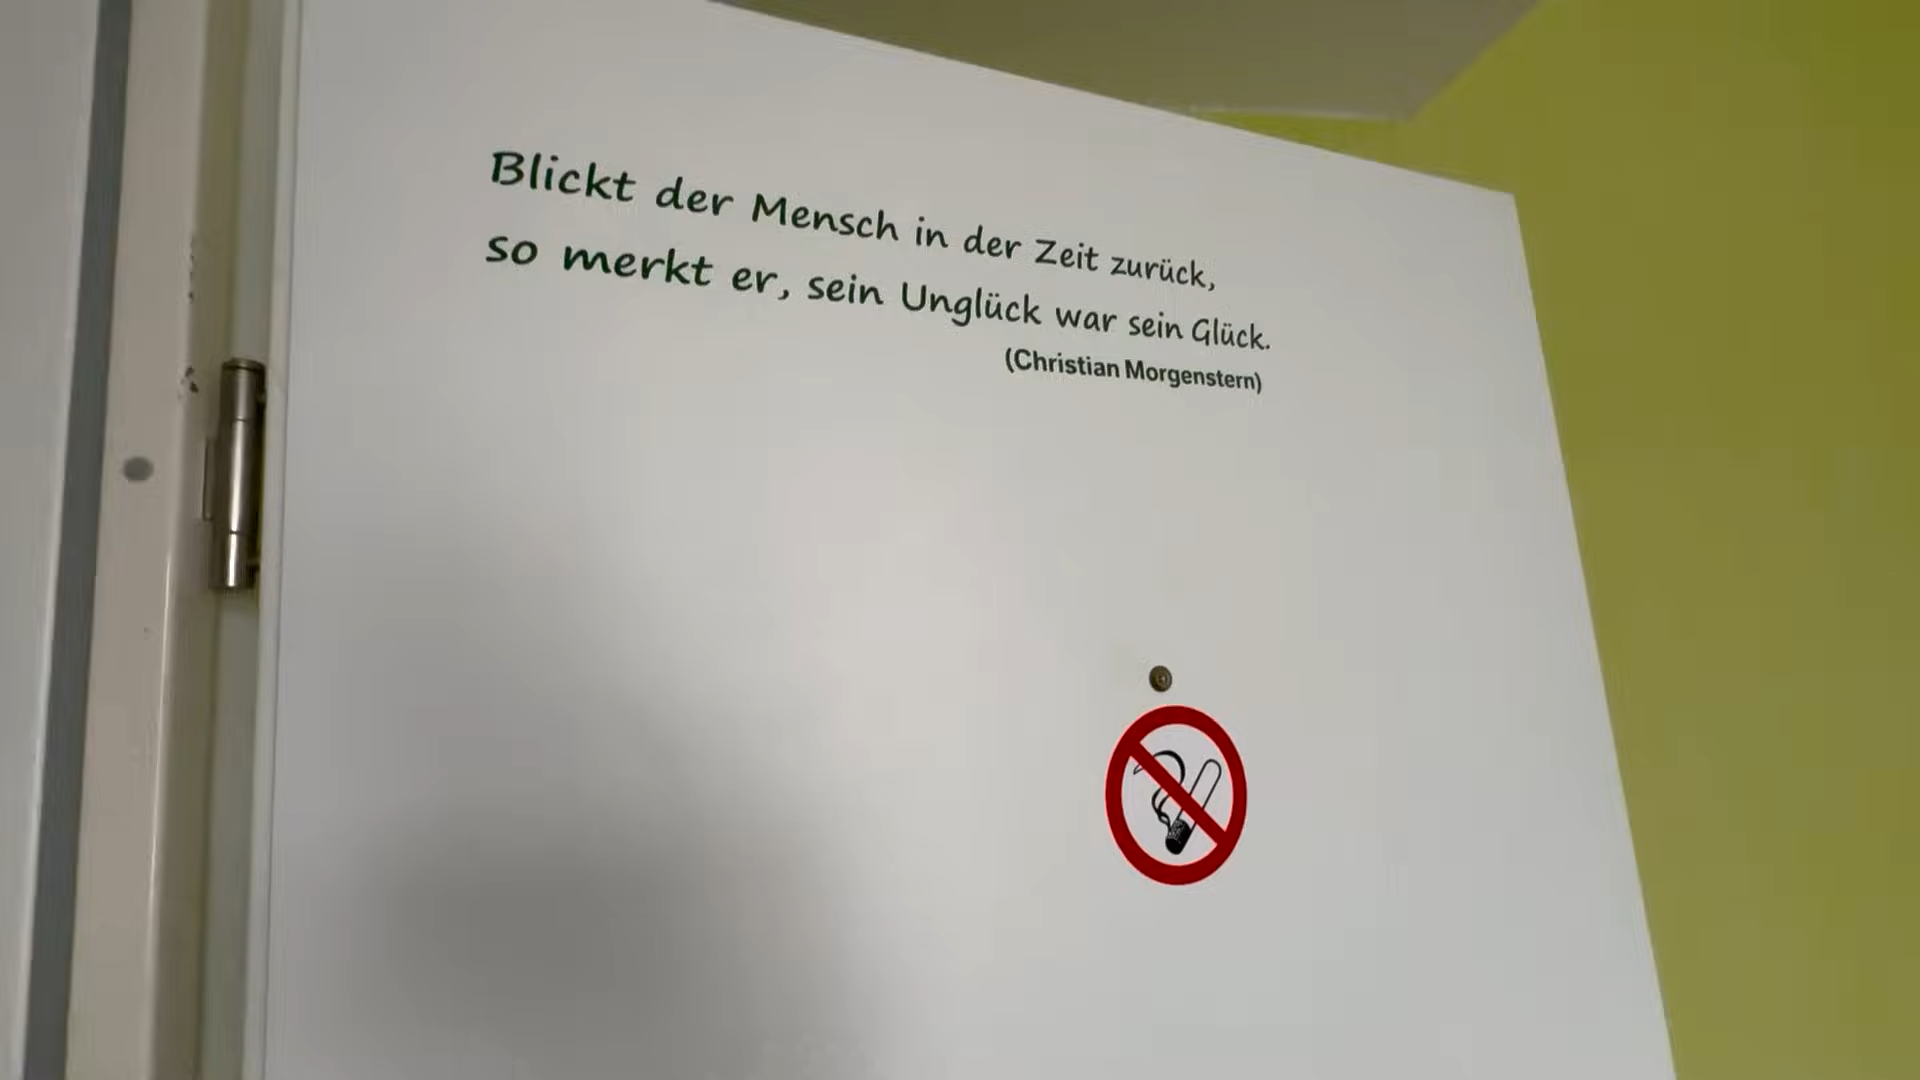 Blickt der Mensch in der Zeit zurück,
so merkt er, sein Unglück war sein Glück.
(Christian Morgenstern)